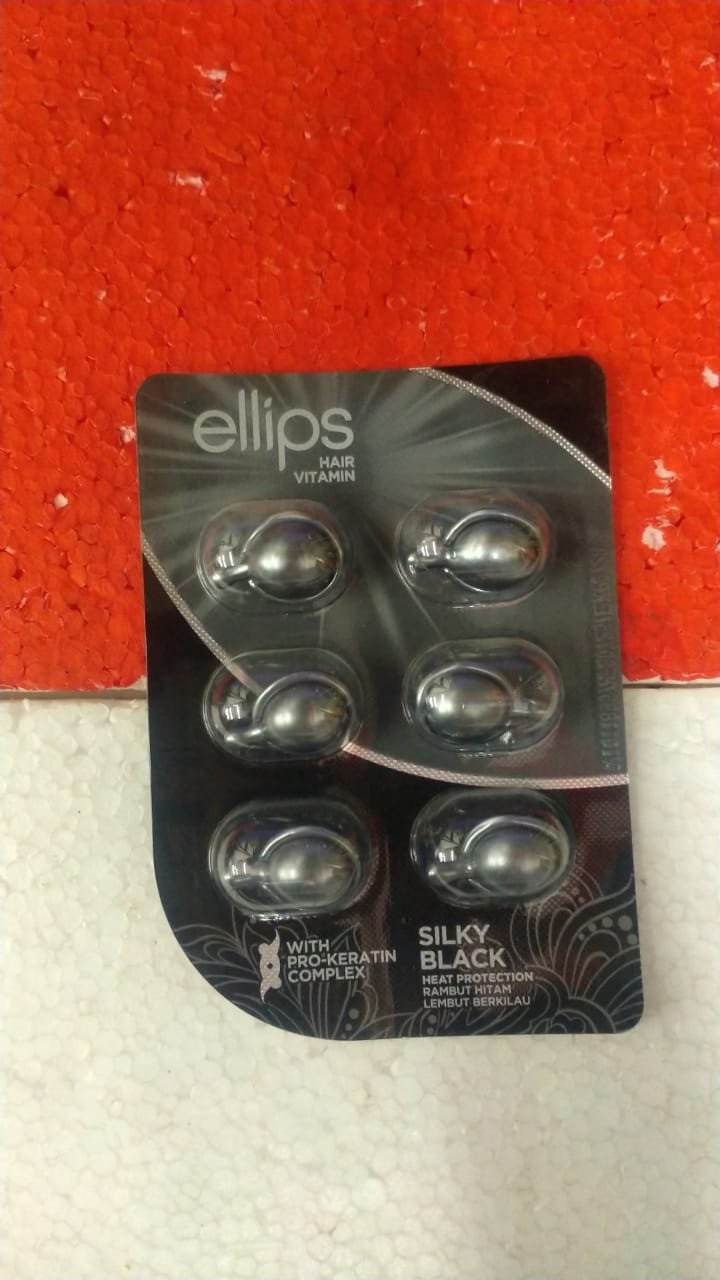 ellips
HAIR
VITAMIN
WITH
PRO-KERATIN
COMPLEX
SILKY
BLACK
HEAT PROTECTION
RAMBUT HITAM
LEMBUT BERKILAU